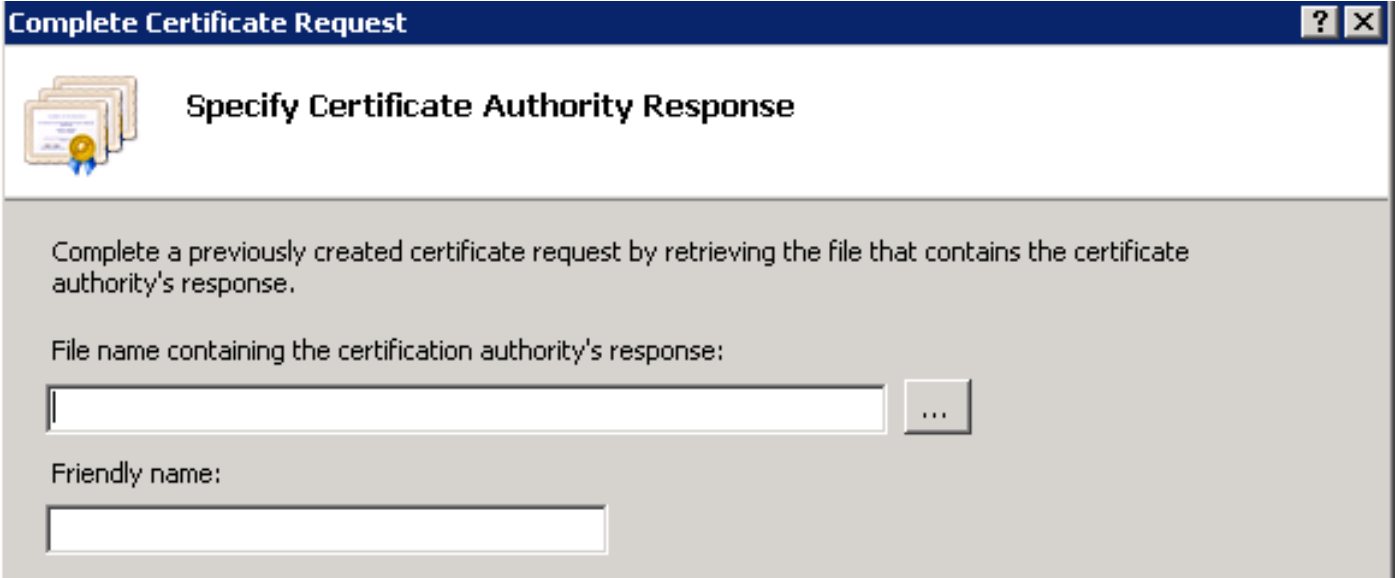 Complete Certificate Request
Specify Certificate Authority Response
Complete a previously created certificate request by retrieving the file that contains the certificate
authority's response.
File name containing the certification authority's response:
...
Friendly name: